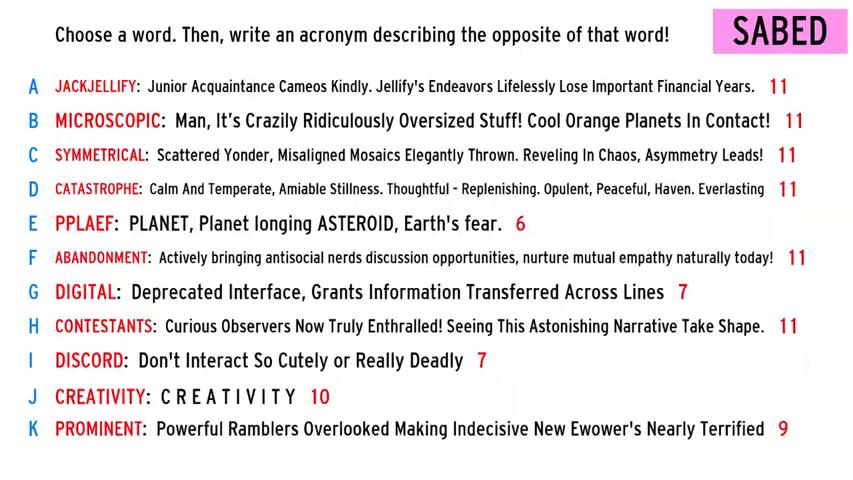 Choose a word. Then, write an acronym describing the opposite of that word!
SABED
A JACKJELLIFY: Junior Acquaintance Cameos Kindly. Jellify's Endeavors Lifelessly Lose Important Financial Years. 11
B MICROSCOPIC: Man, It's Crazily Ridiculously Oversized Stuff! Cool Orange Planets In Contact! 11
C SYMMETRICAL: Scattered Yonder, Misaligned Mosaics Elegantly Thrown. Reveling In Chaos, Asymmetry Leads! 11
D CATASTROPHE: Calm And Temperate, Amiable Stillness. Thoughtful - Replenishing. Opulent, Peaceful, Haven. Everlasting 11
E PPLAEF: PLANET, Planet longing ASTEROID, Earth's fear. 6
F ABANDONMENT: Actively bringing antisocial nerds discussion opportunities, nurture mutual empathy naturally today! 11
G DIGITAL: Deprecated Interface, Grants Information Transferred Across Lines 7
H CONTESTANTS: Curious Observers Now Truly Enthralled! Seeing This Astonishing Narrative Take Shape. 11
I DISCORD: Don't Interact So Cutely or Really Deadly 7
J CREATIVITY: C R E A T I V I T Y 10
K PROMINENT: Powerful Ramblers Overlooked Making Indecisive New Ewower's Nearly Terrified 9